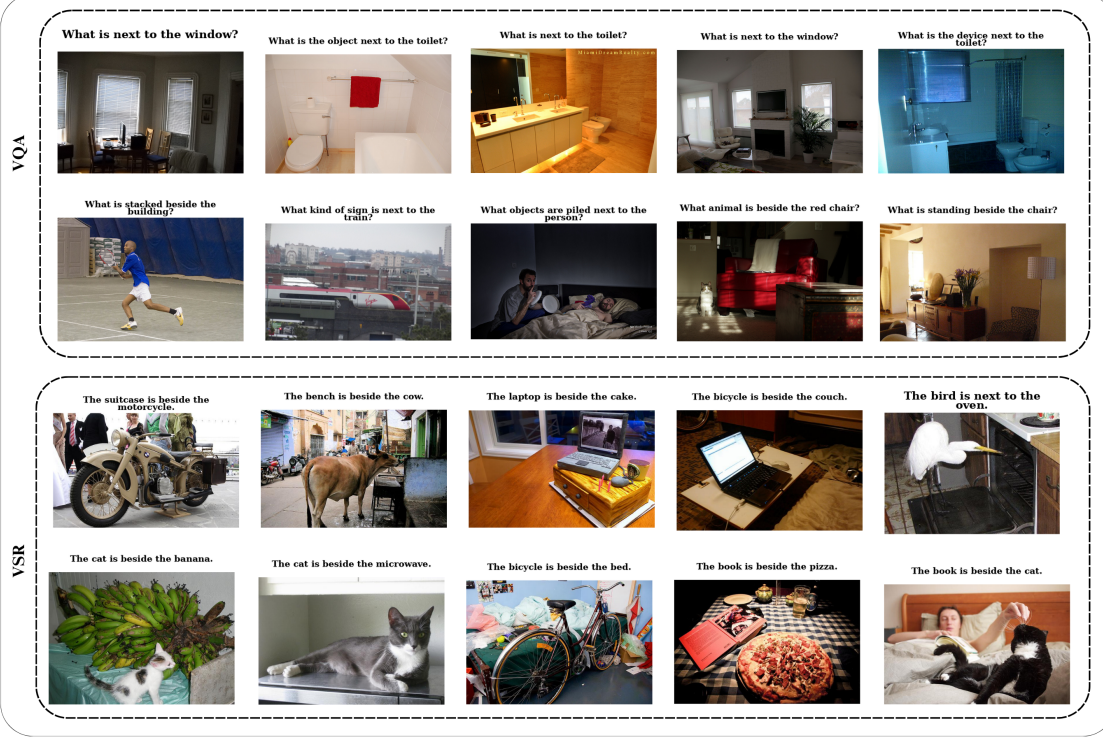 VQA
What is next to the window?
What is the object next to the toilet?
What is next to the toilet?
MiamiDreamRealty.com
What is next to the window?
What is the device next to the
toilet?
What is stacked beside the
building?
What kind of sign is next to the
train?
What objects are piled next to the
person?
What animal is beside the red chair?
What is standing beside the chair?
VSR
The suitcase is beside the
motorcycle.
The bench is beside the cow.
The laptop is beside the cake.
The bicycle is beside the couch.
The bird is next to the
oven.
The cat is beside the banana.
The cat is beside the microwave.
The bicycle is beside the bed.
The book is beside the pizza.
The book is beside the cat.